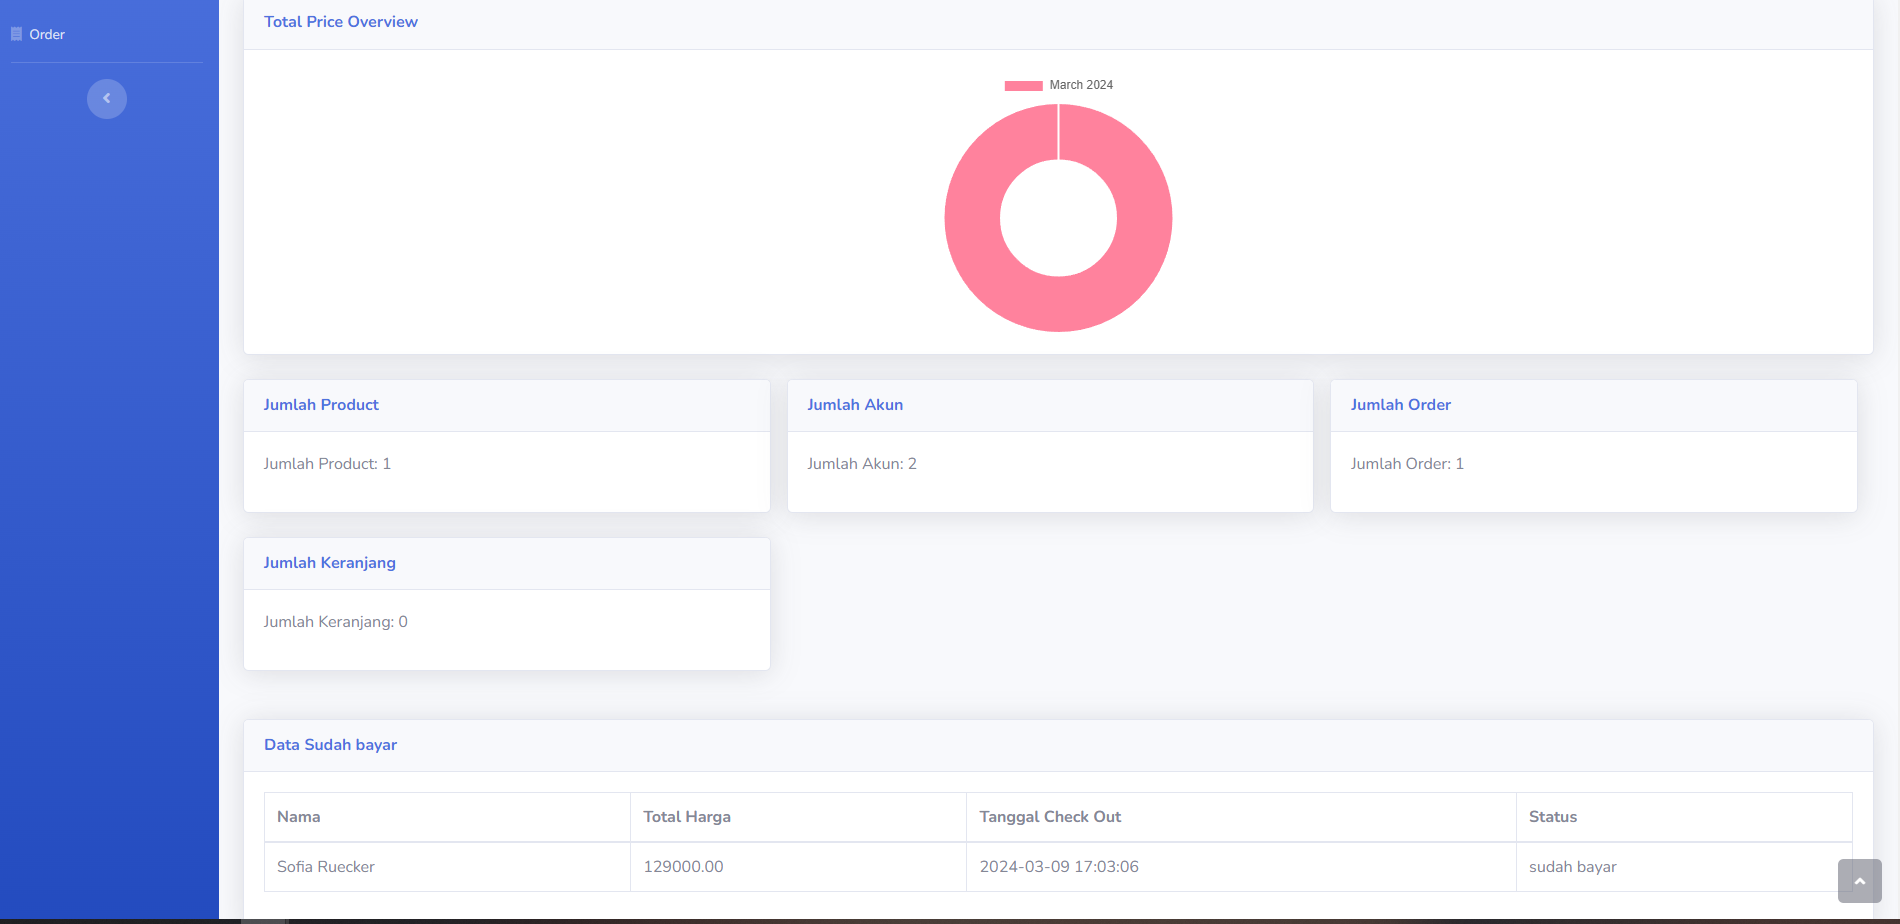 Order
Total Price Overview
March 2024
Jumlah Product
Jumlah Product: 1
Jumlah Akun
Jumlah Akun: 2
Jumlah Order
Jumlah Order: 1
Jumlah Keranjang
Jumlah Keranjang: 0
Data Sudah bayar
Nama Total Harga Tanggal Check Out Status
Sofia Ruecker 129000.00 2024-03-09 17:03:06 sudah bayar